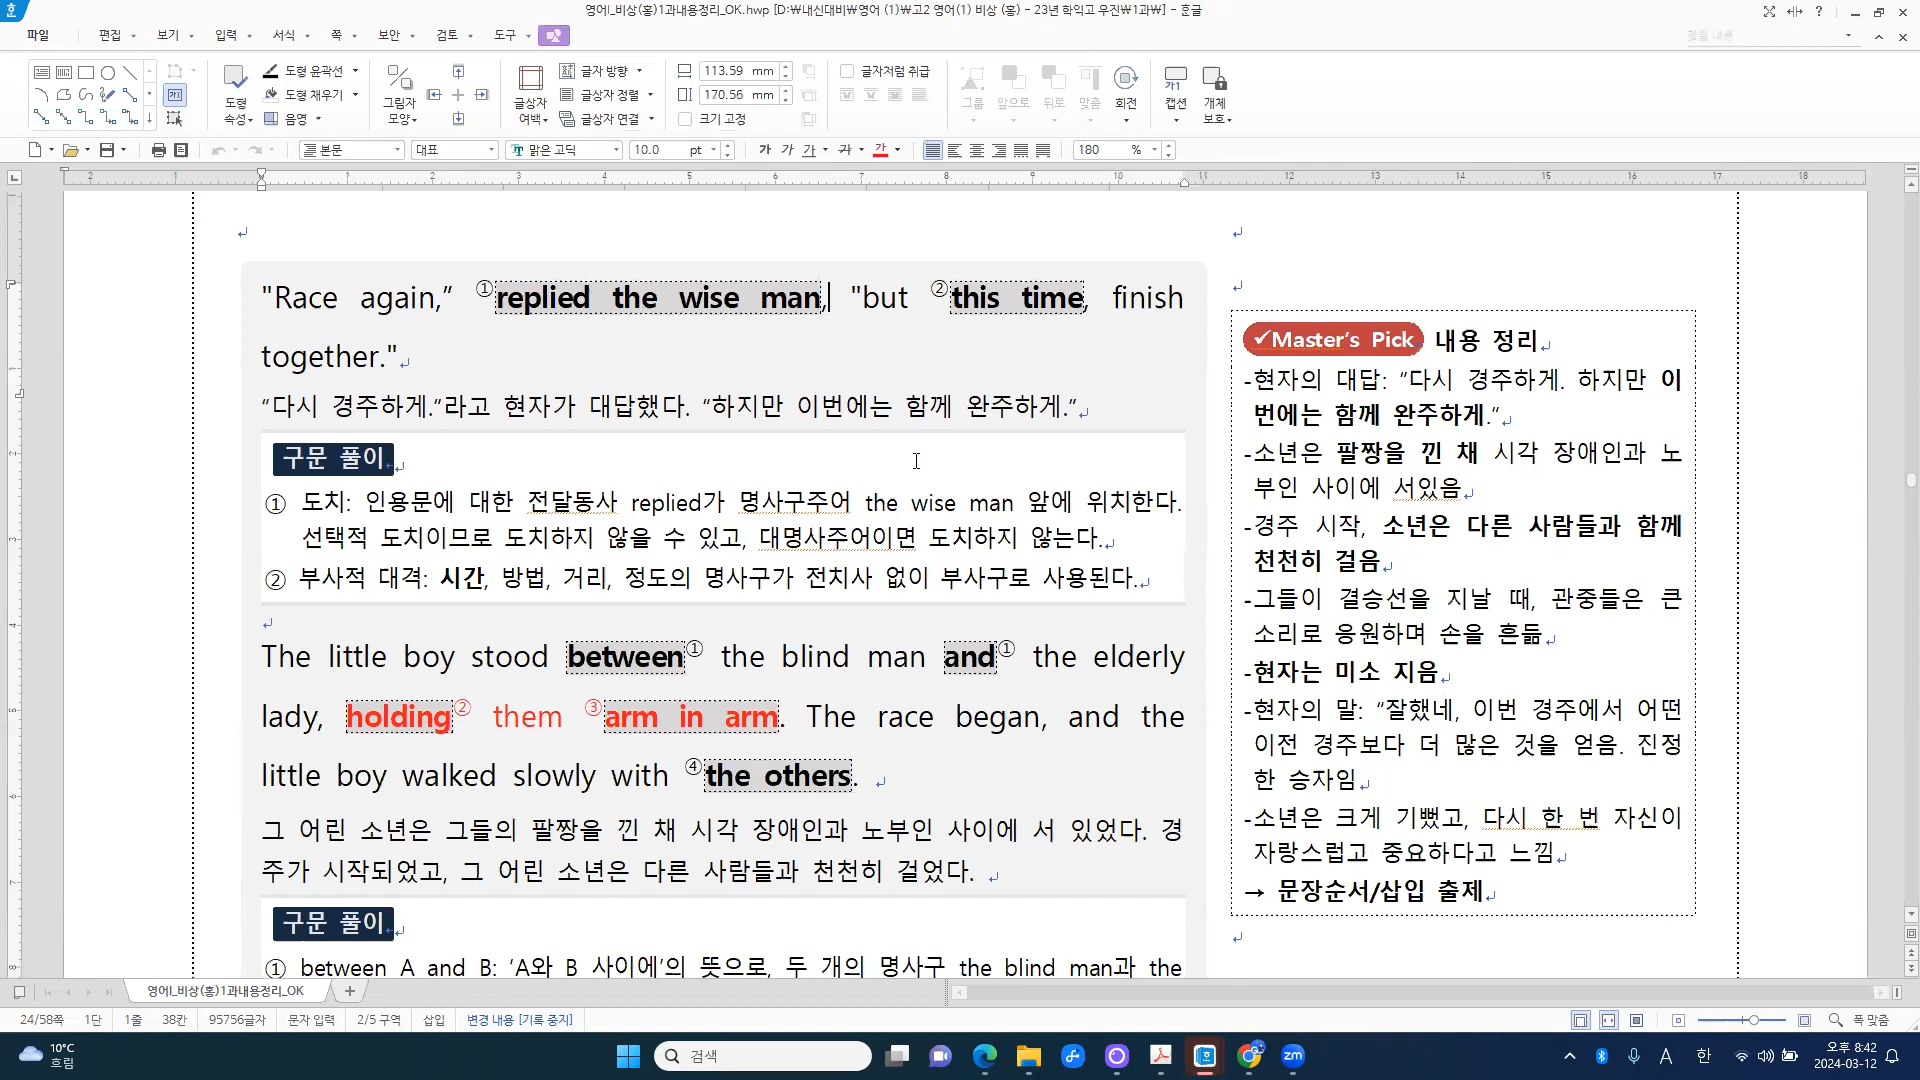 영어I_비상(홍)1과내용정리_OK.hwp [D:₩내신대비₩영어 (1)₩고2 영어(1) 비상 (홍) - 23년 학익고 우진₩1과₩] - 훈글
파일 편집 보기 입력 서식 쪽 보안 검토 도구
도형 속성
도형 윤곽선
도형 채우기
음영
그림자 모양
글상자 여백
글자 방향
글상자 정렬
글상자 연결
113.59 mm
170.56 mm
크기 고정
글자처럼 취급
그룹 앞으로 뒤로 맞춤 회전
캡션
개체 보호
본문 대표 맑은 고딕 10.0 pt 가 가 가 가 가 180 %
"Race again,” ①replied the wise man, "but ②this time, finish
together."
“다시 경주하게.”라고 현자가 대답했다. “하지만 이번에는 함께 완주하게.”
구문 풀이
① 도치: 인용문에 대한 전달동사 replied가 명사구주어 the wise man 앞에 위치한다.
선택적 도치이므로 도치하지 않을 수 있고, 대명사주어이면 도치하지 않는다.
② 부사적 대격: 시간, 방법, 거리, 정도의 명사구가 전치사 없이 부사구로 사용된다.
The little boy stood between① the blind man and① the elderly
lady, holding② them ③arm in arm. The race began, and the
little boy walked slowly with ④the others.
그 어린 소년은 그들의 팔짱을 낀 채 시각 장애인과 노부인 사이에 서 있었다. 경
주가 시작되었고, 그 어린 소년은 다른 사람들과 천천히 걸었다.
구문 풀이
① between A and B: ‘A와 B 사이에’의 뜻으로, 두 개의 명사구 the blind man과 the
✓Master’s Pick 내용 정리
-현자의 대답: “다시 경주하게. 하지만 이
번에는 함께 완주하게.”
-소년은 팔짱을 낀 채 시각 장애인과 노
부인 사이에 서있음
-경주 시작, 소년은 다른 사람들과 함께
천천히 걸음
-그들이 결승선을 지날 때, 관중들은 큰
소리로 응원하며 손을 흔듦
-현자는 미소 지음
-현자의 말: “잘했네, 이번 경주에서 어떤
이전 경주보다 더 많은 것을 얻음. 진정
한 승자임
-소년은 크게 기뻤고, 다시 한 번 자신이
자랑스럽고 중요하다고 느낌
→ 문장순서/삽입 출제
영어I_비상(홍)1과내용정리_OK
24/58쪽 1단 1줄 38칸 95756글자 문자 입력 2/5 구역 삽입 변경 내용 [기록 중지] 폭 맞춤
10°C
흐림
검색
zm
A 한
오후 8:42
2024-03-12